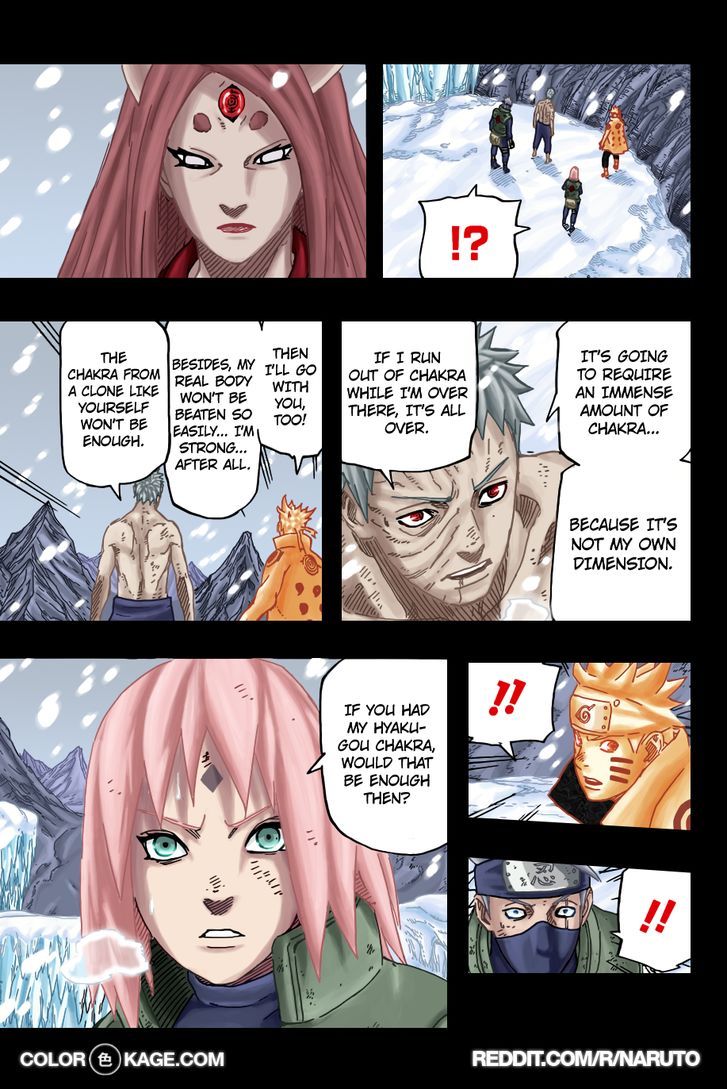 !?
IT'S GOING
TO REQUIRE
AN IMMENSE
AMOUNT OF
CHAKRA...
BECAUSE IT'S
NOT MY OWN
DIMENSION.
IF I RUN
OUT OF CHAKRA
WHILE I'M OVER
THERE, IT'S ALL
OVER.
THEN
I'LL GO
WITH
YOU,
TOO!
BESIDES, MY
REAL BODY
WON'T BE
BEATEN SO
EASILY... I'M
STRONG...
AFTER ALL.
THE
CHAKRA FROM
A CLONE LIKE
YOURSELF
WON'T BE
ENOUGH.
!!
!!
IF YOU HAD
MY HYAKU-
GOU CHAKRA,
WOULD THAT
BE ENOUGH
THEN?
COLOR 色 KAGE.COM
REDDIT.COM/R/NARUTO